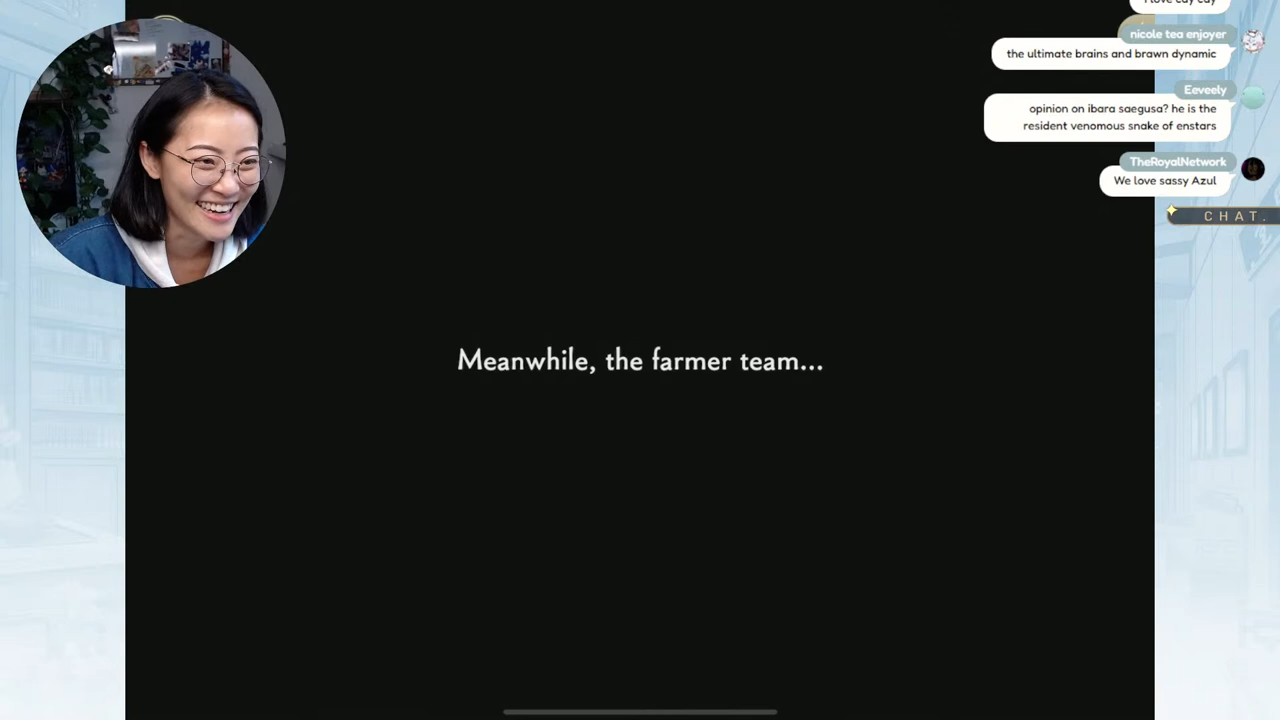 nicole tea enjoyer
the ultimate brains and brawn dynamic
Eeveely
opinion on ibara saegusa? he is the
resident venomous snake of enstars
TheRoyalNetwork
We love sassy Azul
CHAT.
Meanwhile, the farmer team...